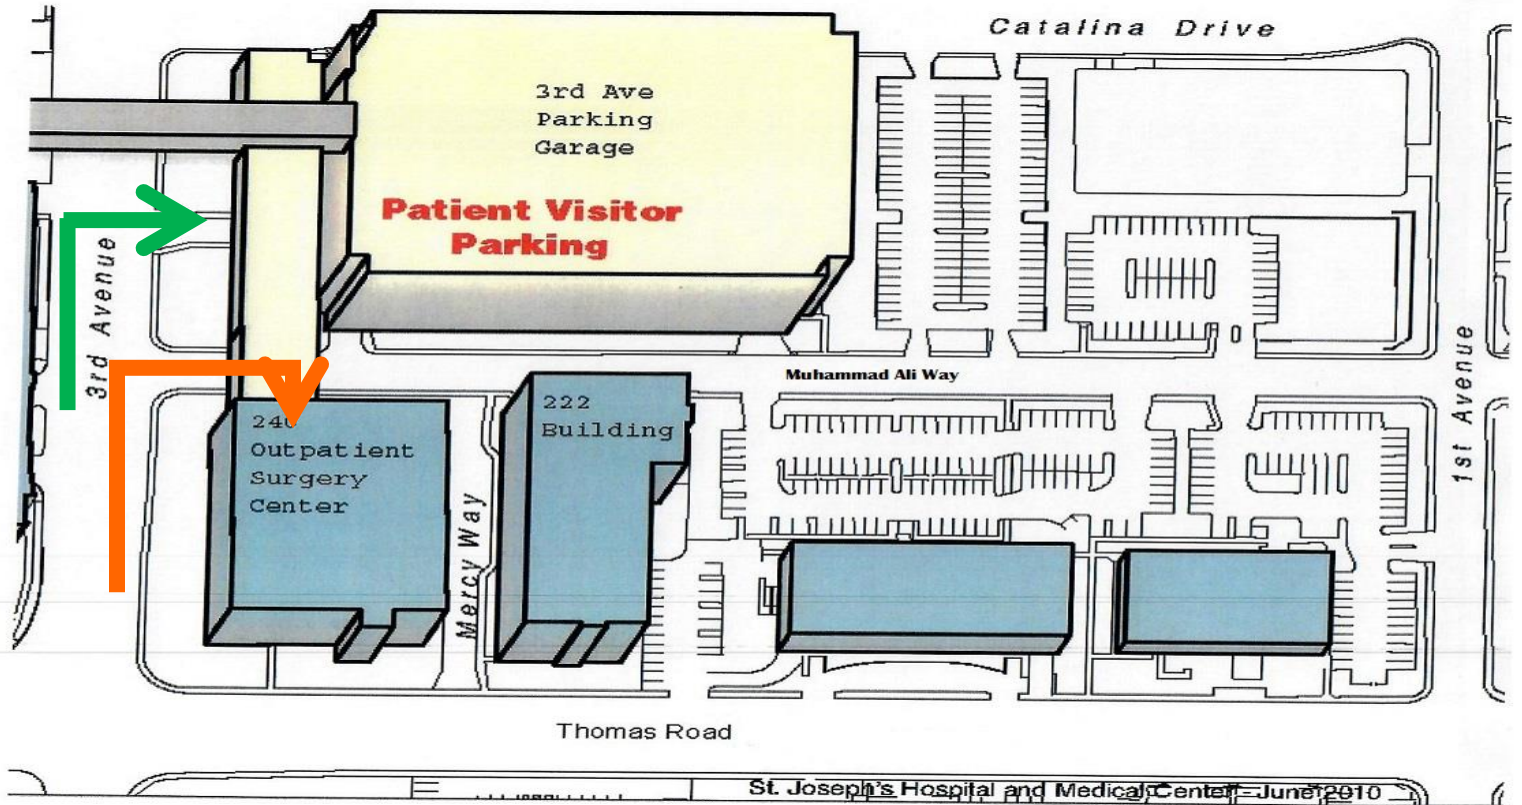 Catalina Drive
3rd Ave
Parking
Garage
Patient Visitor
Parking
3rd Avenue
Muhammad Ali Way
1st Avenue
222
Building
Outpatient
Surgery
Center
Mercy Way
Thomas Road
St. Joseph's Hospital and Medical Center June 2010